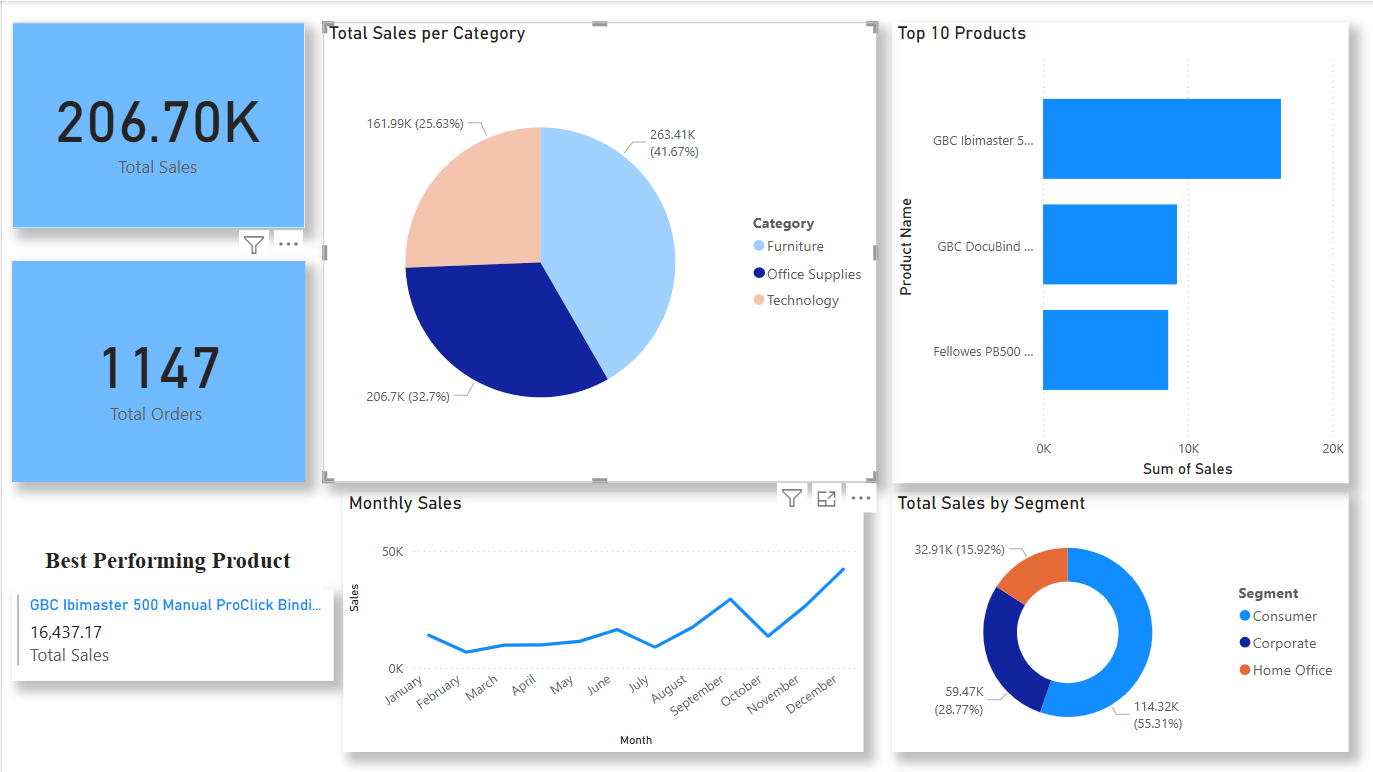 206.70K
Total Sales
1147
Total Orders
Best Performing Product
GBC Ibimaster 500 Manual ProClick Bindi...
16,437.17
Total Sales
Total Sales per Category
161.99K (25.63%)
263.41K
(41.67%)
206.7K (32.7%)
Category
Furniture
Office Supplies
Technology
Top 10 Products
Product Name
GBC Ibimaster 5...
GBC DocuBind ...
Fellowes PB500 ...
0K
10K
20K
Sum of Sales
Monthly Sales
Sales
50K
0K
January
February
March
April
May
June
July
August
September
October
November
December
Month
Total Sales by Segment
32.91K (15.92%)
59.47K
(28.77%)
114.32K
(55.31%)
Segment
Consumer
Corporate
Home Office